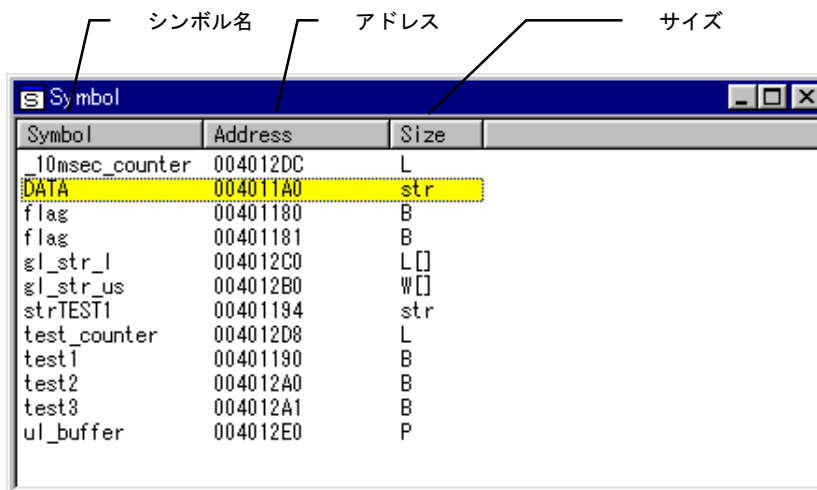 シンボル名 アドレス サイズ
S Symbol
Symbol Address Size
_10msec_counter 004012DC L
DATA 004011A0 str
flag 00401180 B
flag 00401181 B
gl_str_l 004012C0 L[]
gl_str_us 004012B0 W[]
strTEST1 00401194 str
test_counter 004012D8 L
test1 00401190 B
test2 004012A0 B
test3 004012A1 B
ul_buffer 004012E0 P